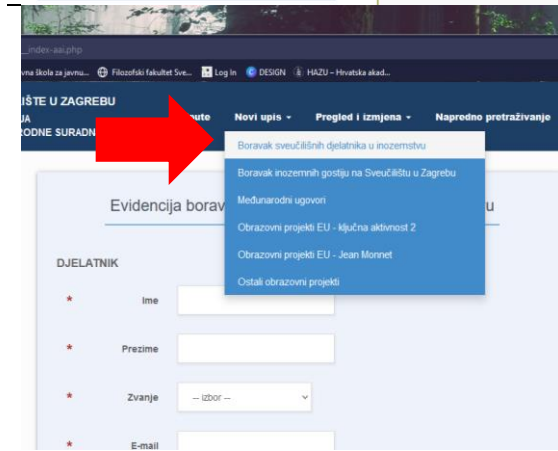 _index-aai.php
vna škola za javnu... Filozofski fakultet Sve... Log In DESIGN HAZU – Hrvatska akad...
IŠTE U ZAGREBU
JA
RODNE SURADN
ute Novi upis Pregled i izmjena Napredno pretraživanje
Boravak sveučilišnih djelatnika u inozemstvu
Boravak inozemnih gostiju na Sveučilištu u Zagrebu
Međunarodni ugovori
Obrazovni projekti EU - ključna aktivnost 2
Obrazovni projekti EU - Jean Monnet
Ostali obrazovni projekti
Evidencija borav u
DJELATNIK
* Ime
* Prezime
* Zvanje -- izbor --
* E-mail